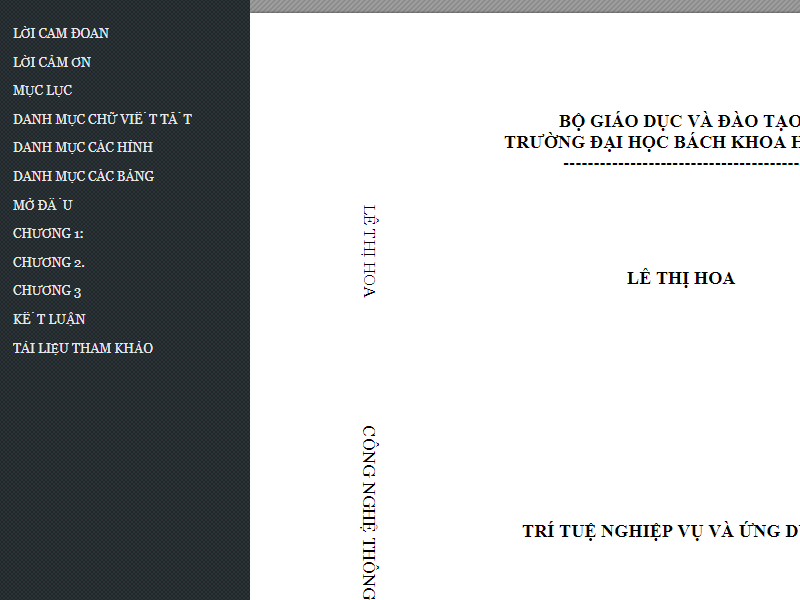 LỜI CAM ĐOAN
LỜI CẢM ƠN
MỤC LỤC
DANH MỤC CHỮ VIẾT TẮT
DANH MỤC CÁC HÌNH
DANH MỤC CÁC BẢNG
MỞ ĐẦU
CHƯƠNG 1:
CHƯƠNG 2.
CHƯƠNG 3
KẾT LUẬN
TÀI LIỆU THAM KHẢO
BỘ GIÁO DỤC VÀ ĐÀO TẠO
TRƯỜNG ĐẠI HỌC BÁCH KHOA H
---------------------------------------
LÊ THỊ HOA
LÊ THỊ HOA
CÔNG NGHỆ THÔNG
TRÍ TUỆ NGHIỆP VỤ VÀ ỨNG D